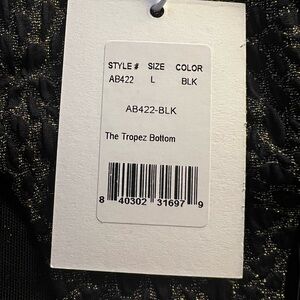 STYLE # SIZE COLOR
AB422 L BLK
AB422-BLK
The Tropez Bottom
8 40302 31697 9